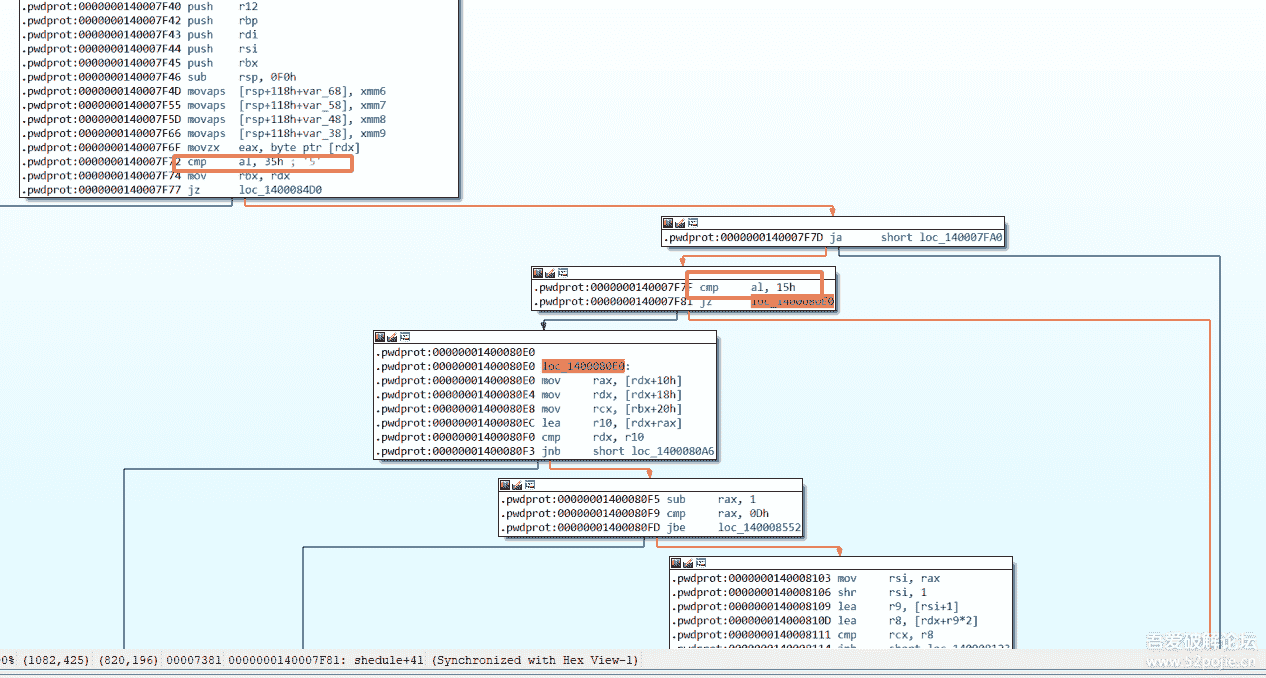 .pwdprot:0000000140007F40 push    r12
.pwdprot:0000000140007F42 push    rbp
.pwdprot:0000000140007F43 push    rdi
.pwdprot:0000000140007F44 push    rsi
.pwdprot:0000000140007F45 push    rbx
.pwdprot:0000000140007F46 sub     rsp, 0F0h
.pwdprot:0000000140007F4D movaps  [rsp+118h+var_68], xmm6
.pwdprot:0000000140007F55 movaps  [rsp+118h+var_58], xmm7
.pwdprot:0000000140007F5D movaps  [rsp+118h+var_48], xmm8
.pwdprot:0000000140007F66 movaps  [rsp+118h+var_38], xmm9
.pwdprot:0000000140007F6F movzx   eax, byte ptr [rdx]
.pwdprot:0000000140007F72 cmp     al, 35h ; '5'
.pwdprot:0000000140007F74 mov     rbx, rdx
.pwdprot:0000000140007F77 jz      loc_1400084D0
.pwdprot:0000000140007F7D ja      short loc_140007FA0
.pwdprot:0000000140007F7F cmp     al, 15h
.pwdprot:0000000140007F81 jz      loc_1400080E0
.pwdprot:00000001400080E0
.pwdprot:00000001400080E0 loc_1400080E0:
.pwdprot:00000001400080E0 mov     rax, [rdx+10h]
.pwdprot:00000001400080E4 mov     rdx, [rdx+18h]
.pwdprot:00000001400080E8 mov     rcx, [rbx+20h]
.pwdprot:00000001400080EC lea     r10, [rdx+rax]
.pwdprot:00000001400080F0 cmp     rdx, r10
.pwdprot:00000001400080F3 jnb     short loc_1400080A6
.pwdprot:00000001400080F5 sub     rax, 1
.pwdprot:00000001400080F9 cmp     rax, 0Dh
.pwdprot:00000001400080FD jbe     loc_140008552
.pwdprot:0000000140008103 mov     rsi, rax
.pwdprot:0000000140008106 shr     rsi, 1
.pwdprot:0000000140008109 lea     r9, [rsi+1]
.pwdprot:000000014000810D lea     r8, [rdx+r9*2]
.pwdprot:0000000140008111 cmp     rcx, r8
0% (1082,425) (820,196) 00007381 0000000140007F81: shedule+41 (Synchronized with Hex View-1)
吾爱破解论坛
www.52pojie.cn